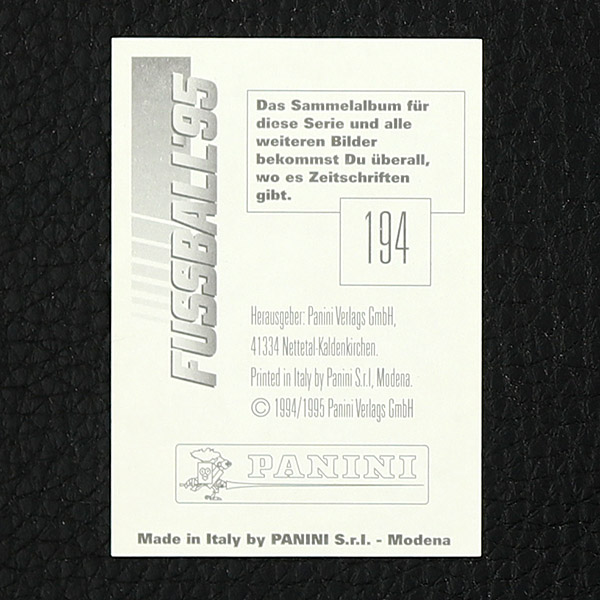 FUSSBALL'95
Das Sammelalbum für
diese Serie und alle
weiteren Bilder
bekommst Du überall,
wo es Zeitschriften
gibt.
194
Herausgeber: Panini Verlags GmbH,
41334 Nettetal-Kaldenkirchen.
Printed in Italy by Panini S.r.l, Modena.
© 1994/1995 Panini Verlags GmbH
PANINI
Made in Italy by PANINI S.r.l. - Modena